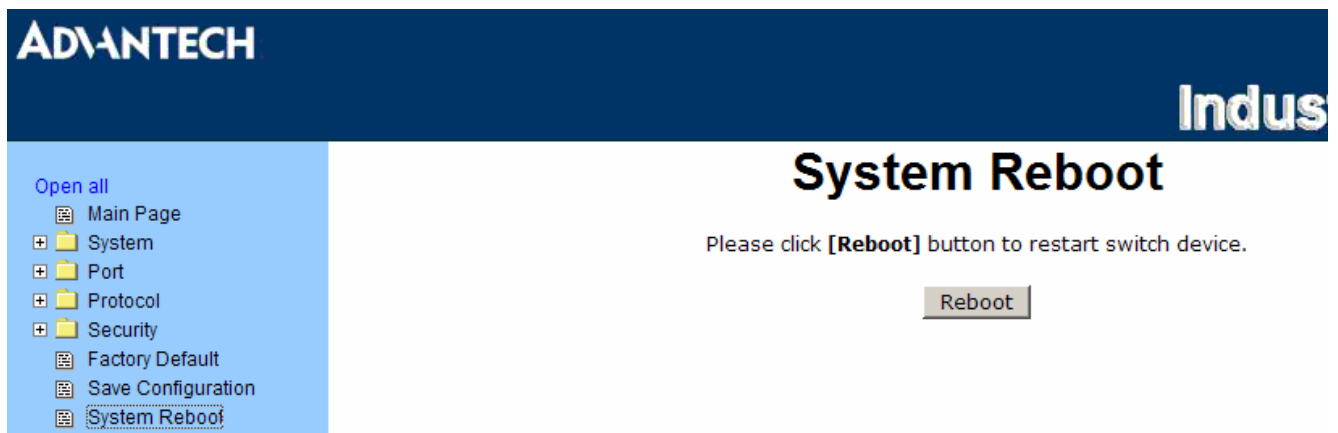 ADVANTECH
Indus
Open all
Main Page
System
Port
Protocol
Security
Factory Default
Save Configuration
System Reboot
System Reboot
Please click [Reboot] button to restart switch device.
Reboot